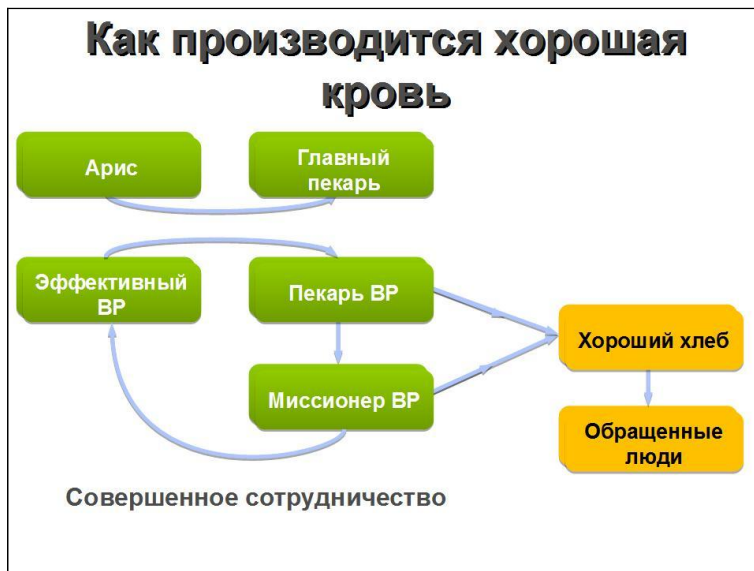 Как производится хорошая
кровь
Арис
Главный
пекарь
Эффективный
ВР
Пекарь ВР
Хороший хлеб
Миссионер ВР
Обращенные
люди
Совершенное сотрудничество